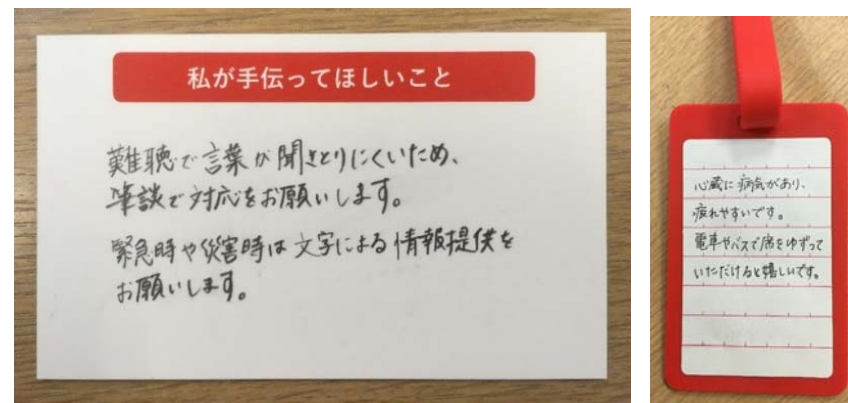 私が手伝ってほしいこと
難聴で言葉が聞きとりにくいため、
筆談で対応をお願いします。
緊急時や災害時は文字による情報提供を
お願いします。
心臓に病気があり、
疲れやすいです。
電車やバスで席をゆずって
いただけると嬉しいです。